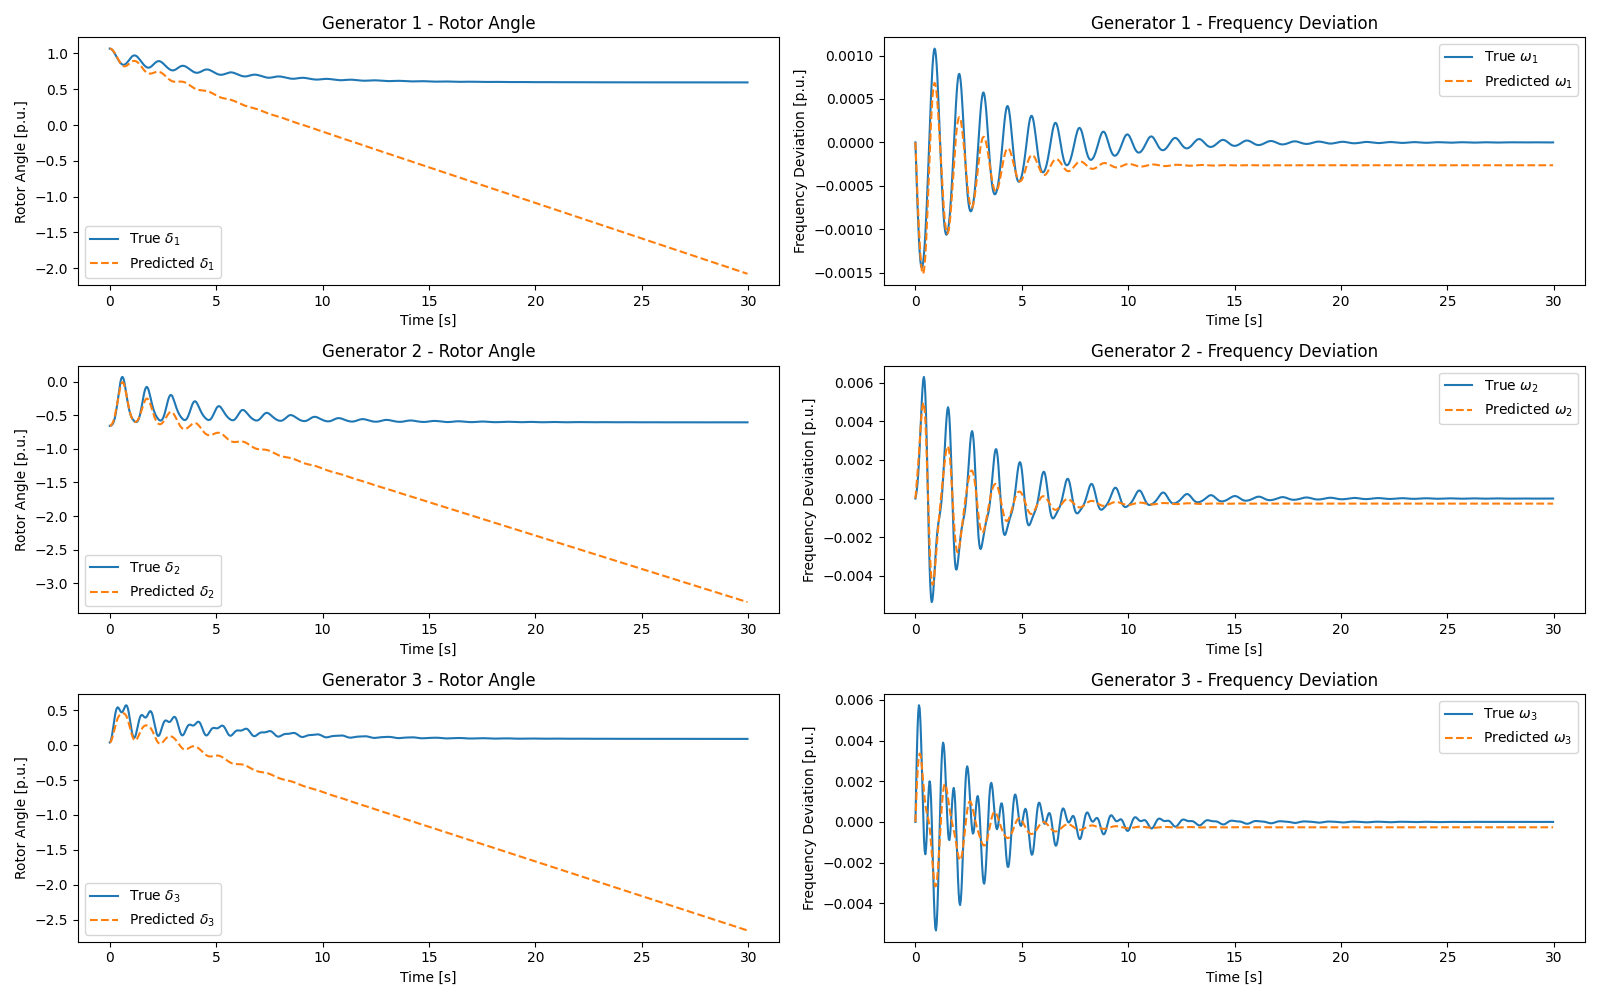 Generator 1 - Rotor Angle
Rotor Angle [p.u.]
1.0
0.5
0.0
−0.5
−1.0
−1.5
−2.0
True δ1
Predicted δ1
0 5 10 15 20 25 30
Time [s]
Generator 1 - Frequency Deviation
Frequency Deviation [p.u.]
0.0010
0.0005
0.0000
−0.0005
−0.0010
−0.0015
True ω1
Predicted ω1
0 5 10 15 20 25 30
Time [s]
Generator 2 - Rotor Angle
Rotor Angle [p.u.]
0.0
−0.5
−1.0
−1.5
−2.0
−2.5
−3.0
True δ2
Predicted δ2
0 5 10 15 20 25 30
Time [s]
Generator 2 - Frequency Deviation
Frequency Deviation [p.u.]
0.006
0.004
0.002
0.000
−0.002
−0.004
True ω2
Predicted ω2
0 5 10 15 20 25 30
Time [s]
Generator 3 - Rotor Angle
Rotor Angle [p.u.]
0.5
0.0
−0.5
−1.0
−1.5
−2.0
−2.5
True δ3
Predicted δ3
0 5 10 15 20 25 30
Time [s]
Generator 3 - Frequency Deviation
Frequency Deviation [p.u.]
0.006
0.004
0.002
0.000
−0.002
−0.004
True ω3
Predicted ω3
0 5 10 15 20 25 30
Time [s]